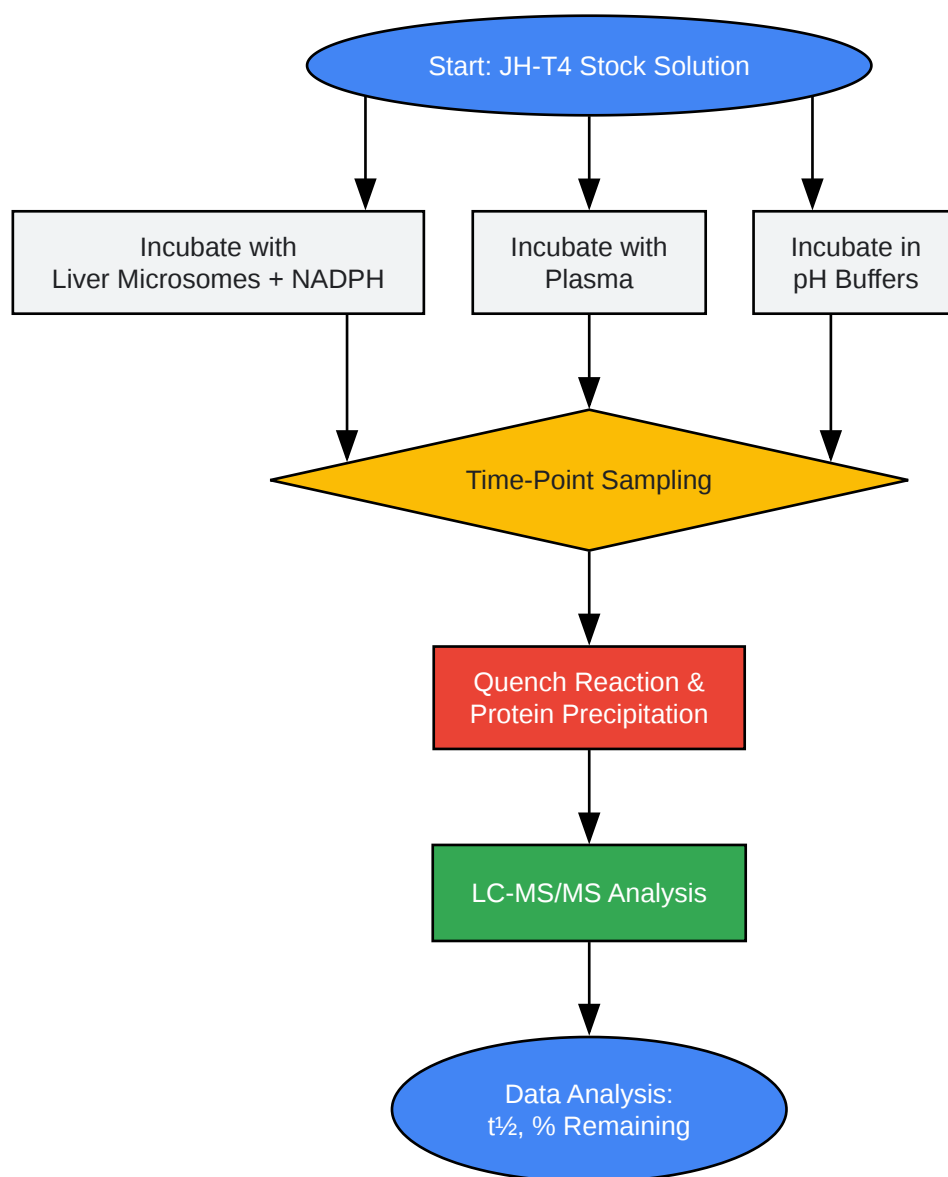 Start: JH-T4 Stock Solution
Incubate with
Liver Microsomes + NADPH
Incubate with
Plasma
Incubate in
pH Buffers
Time-Point Sampling
Quench Reaction &
Protein Precipitation
LC-MS/MS Analysis
Data Analysis:
t½, % Remaining